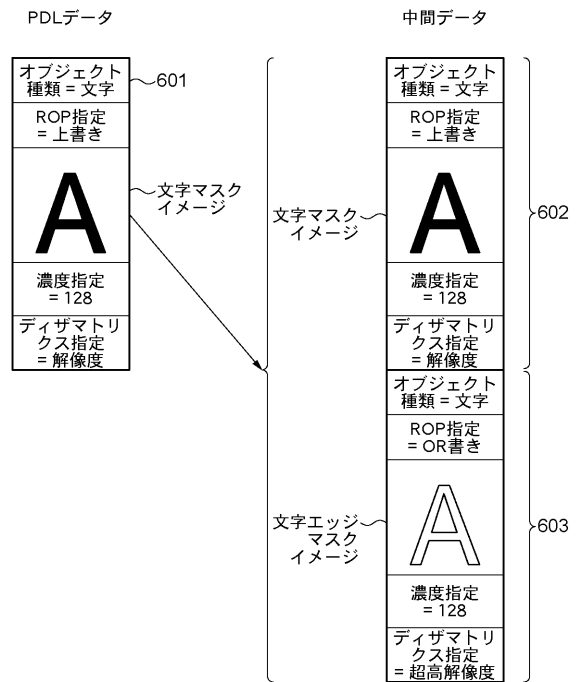 PDLデータ
オブジェクト
種類 = 文字
601
ROP指定
= 上書き
A
文字マスク
イメージ
濃度指定
= 128
ディザマトリ
クス指定
= 解像度
中間データ
オブジェクト
種類 = 文字
ROP指定
= 上書き
文字マスク
イメージ
A
602
濃度指定
= 128
ディザマトリ
クス指定
= 解像度
オブジェクト
種類 = 文字
ROP指定
= OR書き
文字エッジ
マスク
イメージ
A
603
濃度指定
= 128
ディザマトリ
クス指定
= 超高解像度